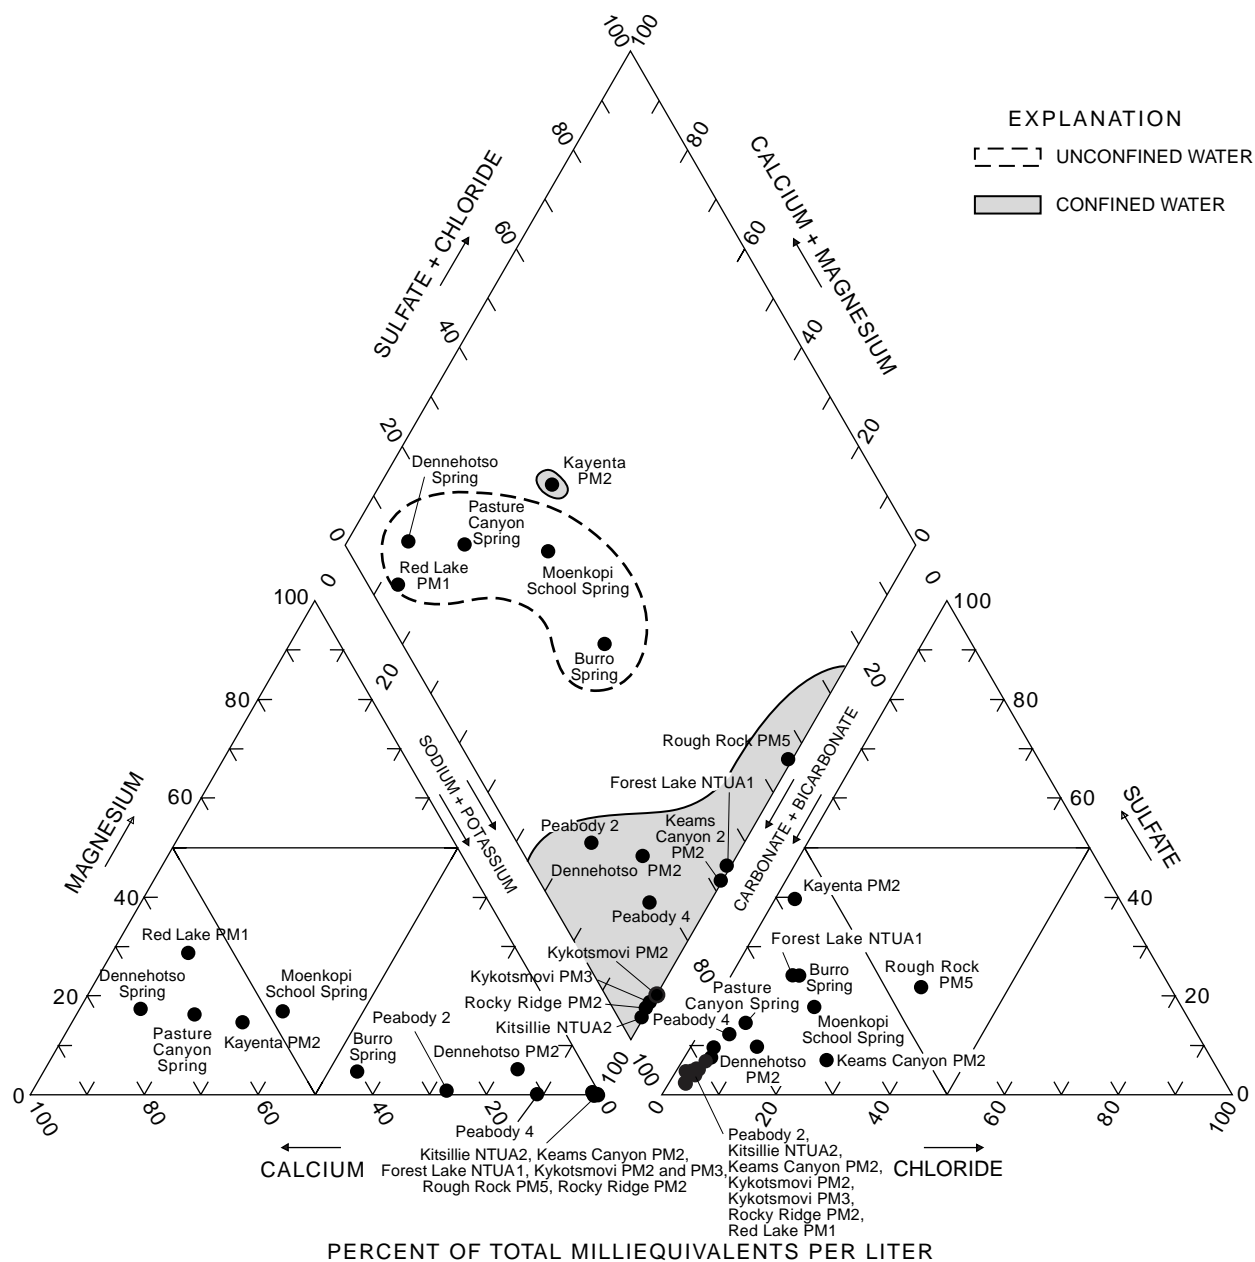 100
100
EXPLANATION
UNCONFINED WATER
CONFINED WATER
SULFATE + CHLORIDE
CALCIUM + MAGNESIUM
80
80
60
60
40
40
20
20
0
0
Dennehotso
Spring
Kayenta
PM2
Pasture
Canyon
Spring
Red Lake
PM1
Moenkopi
School Spring
Burro
Spring
0
0
100
100
20
20
80
80
SODIUM + POTASSIUM
CARBONATE + BICARBONATE
Rough Rock PM5
Forest Lake NTUA1
Keams
Canyon 2
PM2
Peabody 2
Dennehotso PM2
Peabody 4
Kykotsmovi PM2
Kykotsmovi PM3
Rocky Ridge PM2
Kitsillie NTUA2
80
100
100
MAGNESIUM
60
60
SULFATE
40
40
20
20
0
0
Red Lake PM1
Dennehotso
Spring
Moenkopi
School Spring
Pasture
Canyon
Spring
Kayenta PM2
Peabody 2
Burro
Spring
Dennehotso PM2
Peabody 4
Kitsillie NTUA2, Keams Canyon PM2,
Forest Lake NTUA1, Kykotsmovi PM2 and PM3,
Rough Rock PM5, Rocky Ridge PM2
100
80
60
40
20
0
CALCIUM
Kayenta PM2
Forest Lake NTUA1
Burro
Spring
Rough Rock
PM5
Pasture
Canyon Spring
Peabody 4
Moenkopi
School Spring
Dennehotso
PM2
Keams Canyon PM2
Peabody 2,
Kitsillie NTUA2,
Keams Canyon PM2,
Kykotsmovi PM2,
Kykotsmovi PM3,
Rocky Ridge PM2,
Red Lake PM1
0
20
40
60
80
100
CHLORIDE
PERCENT OF TOTAL MILLIEQUIVALENTS PER LITER